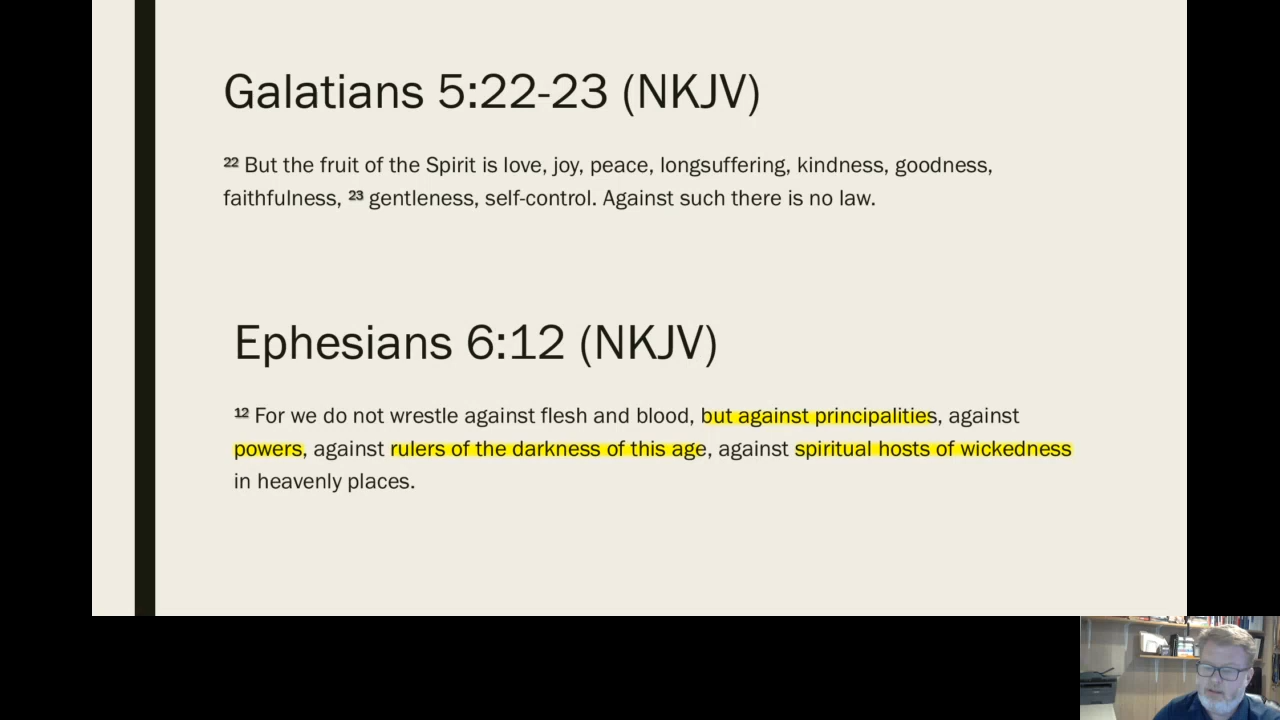 Galatians 5:22-23 (NKJV)
22 But the fruit of the Spirit is love, joy, peace, longsuffering, kindness, goodness,
faithfulness, 23 gentleness, self-control. Against such there is no law.
Ephesians 6:12 (NKJV)
12 For we do not wrestle against flesh and blood, but against principalities, against
powers, against rulers of the darkness of this age, against spiritual hosts of wickedness
in heavenly places.